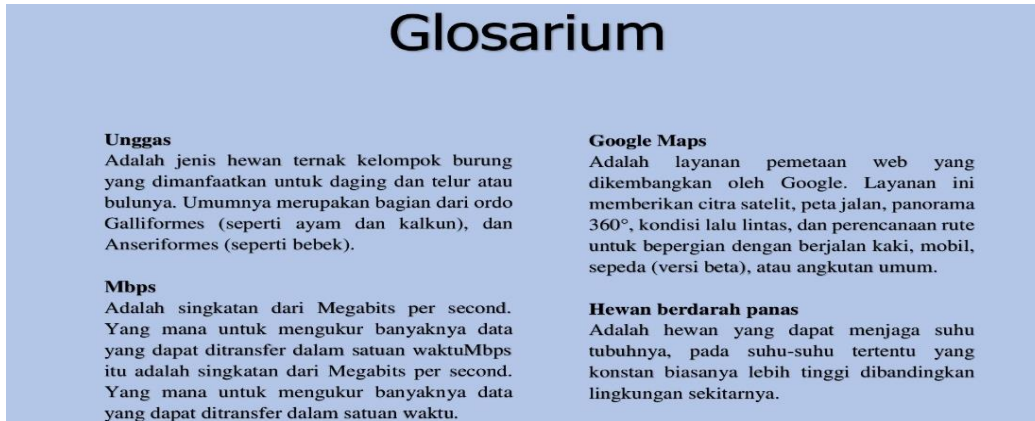 Glosarium
Unggas
Adalah jenis hewan ternak kelompok burung
yang dimanfaatkan untuk daging dan telur atau
bulunya. Umumnya merupakan bagian dari ordo
Galliformes (seperti ayam dan kalkun), dan
Anseriformes (seperti bebek).
Mbps
Adalah singkatan dari Megabits per second.
Yang mana untuk mengukur banyaknya data
yang dapat ditransfer dalam satuan waktuMbps
itu adalah singkatan dari Megabits per second.
Yang mana untuk mengukur banyaknya data
yang dapat ditransfer dalam satuan waktu.
Google Maps
Adalah layanan pemetaan web yang
dikembangkan oleh Google. Layanan ini
memberikan citra satelit, peta jalan, panorama
360°, kondisi lalu lintas, dan perencanaan rute
untuk bepergian dengan berjalan kaki, mobil,
sepeda (versi beta), atau angkutan umum.
Hewan berdarah panas
Adalah hewan yang dapat menjaga suhu
tubuhnya, pada suhu-suhu tertentu yang
konstan biasanya lebih tinggi dibandingkan
lingkungan sekitarnya.